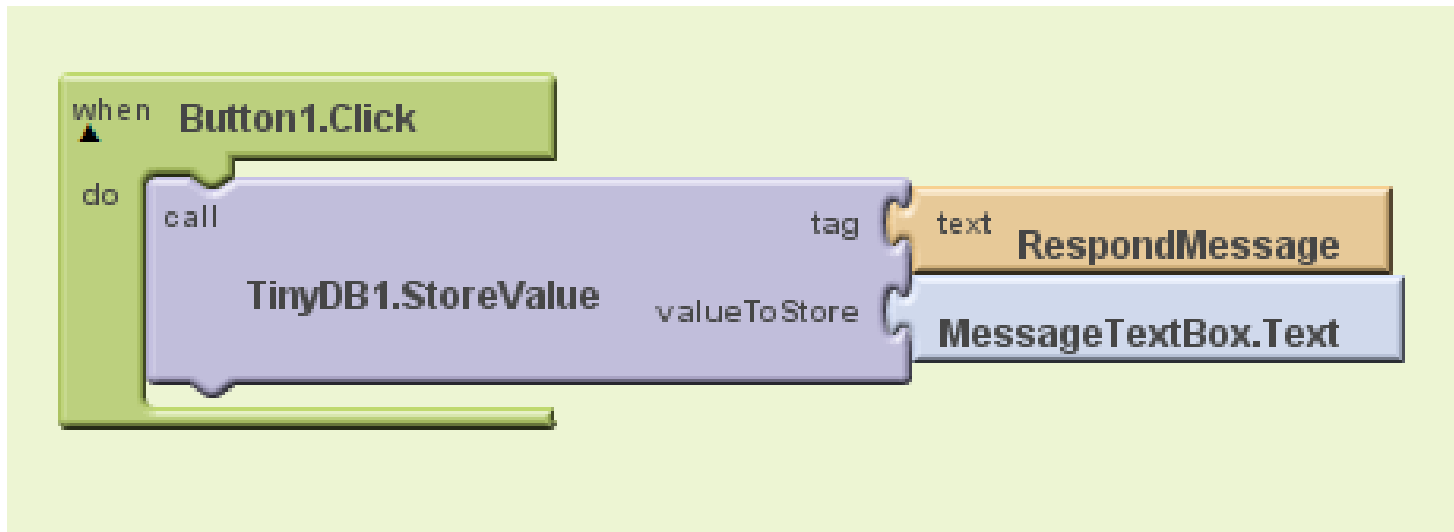 when Button1.Click
do
call
tag text RespondMessage
TinyDB1.StoreValue
valueToStore MessageTextBox.Text